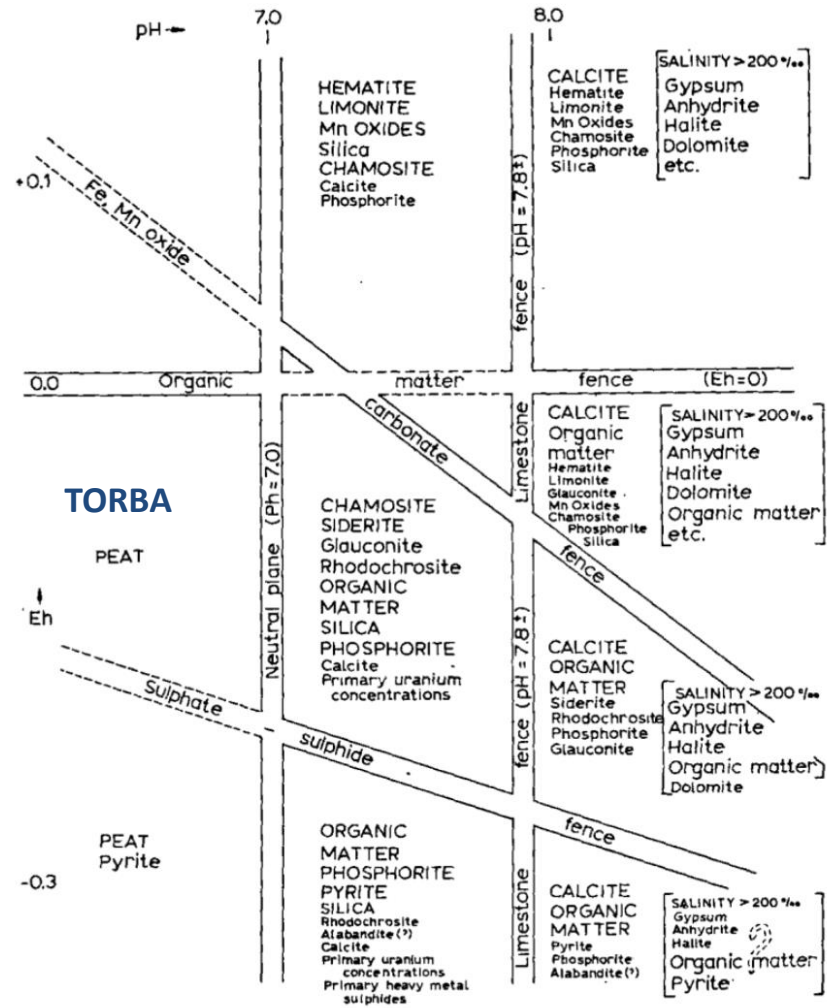 pH→
7.0
8.0
HEMATITE
LIMONITE
Mn OXIDES
Silica
CHAMOSITE
Calcite
Phosphorite
CALCITE
Hematite
Limonite
Mn Oxides
Chamosite
Phosphorite
Silica
SALINITY > 200 ‰
Gypsum
Anhydrite
Halite
Dolomite
etc.
+0.1
Fe, Mn oxide
carbonate
fence
fence (pH = 7.8±)
Limestone
0.0
Organic matter fence (Eh=0)
TORBA
PEAT
Eh
Neutral plane (Ph=7.0)
CHAMOSITE
SIDERITE
Glauconite
Rhodochrosite
ORGANIC
MATTER
SILICA
PHOSPHORITE
Calcite
Primary uranium
concentrations
CALCITE
Organic
matter
Hematite
Limonite
Glauconite
Mn Oxides
Chamosite
Phosphorite
Silica
SALINITY > 200 ‰
Gypsum
Anhydrite
Halite
Dolomite
Organic matter
etc.
CALCITE
ORGANIC
MATTER
Siderite
Rhodochrosite
Phosphorite
Glauconite
SALINITY > 200 ‰
Gypsum
Anhydrite
Halite
Organic matter
Dolomite
Sulphate
sulphide
fence
fence (pH = 7.8±)
Limestone
PEAT
Pyrite
-0.3
ORGANIC
MATTER
PHOSPHORITE
PYRITE
SILICA
Rhodochrosite
Alabandite(?)
Calcite
Primary uranium
concentrations
Primary heavy metal
sulphides
CALCITE
ORGANIC
MATTER
Pyrite
Phosphorite
Alabandite(?)
SALINITY > 200 ‰
Gypsum
Anhydrite
Halite
?
Organic matter
Pyrite